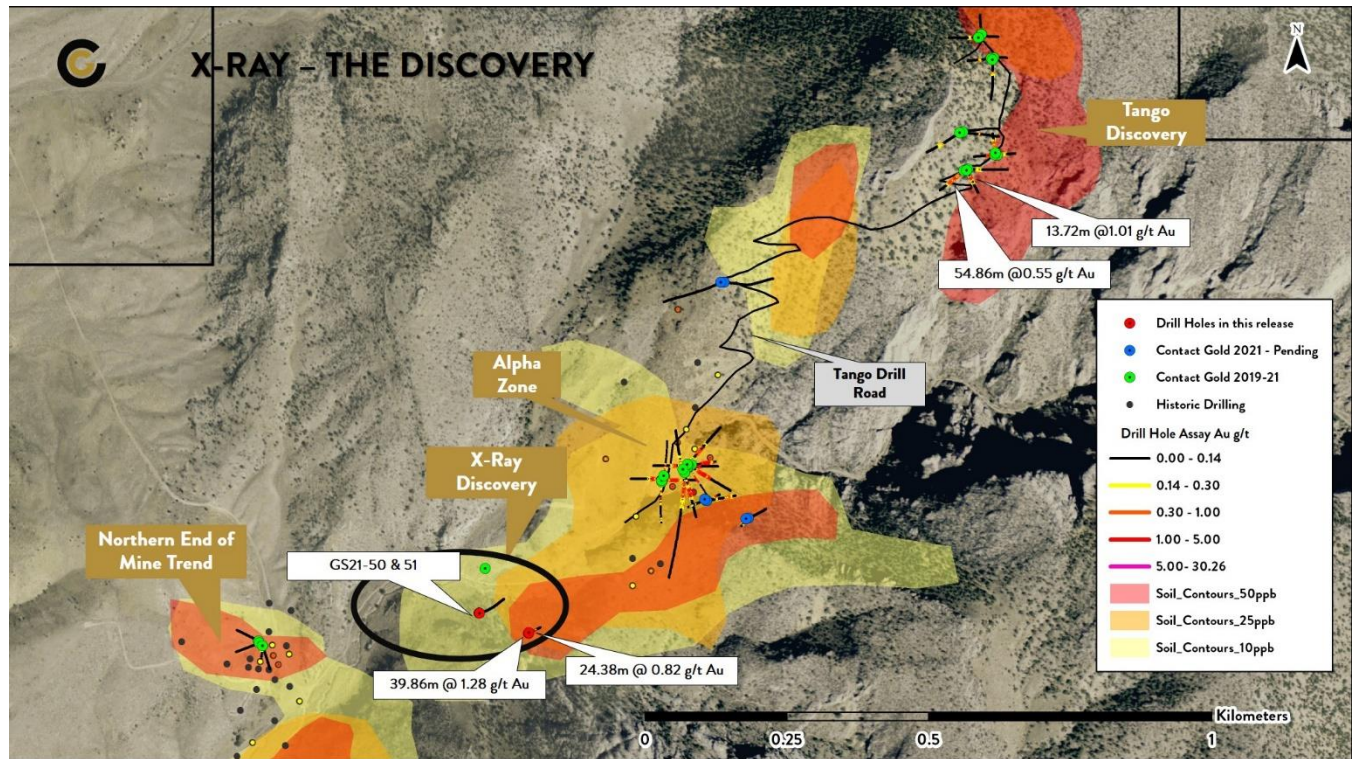 X-RAY – THE DISCOVERY
N
Tango
Discovery
13.72m @1.01 g/t Au
54.86m @0.55 g/t Au
Drill Holes in this release
Contact Gold 2021 - Pending
Contact Gold 2019-21
Historic Drilling
Drill Hole Assay Au g/t
0.00 - 0.14
0.14 - 0.30
0.30 - 1.00
1.00 - 5.00
5.00- 30.26
Soil_Contours_50ppb
Soil_Contours_25ppb
Soil_Contours_10ppb
Alpha
Zone
Tango Drill
Road
X-Ray
Discovery
Northern End of
Mine Trend
GS21-50 & 51
39.86m @ 1.28 g/t Au
24.38m @ 0.82 g/t Au
Kilometers
0 0.25 0.5 1